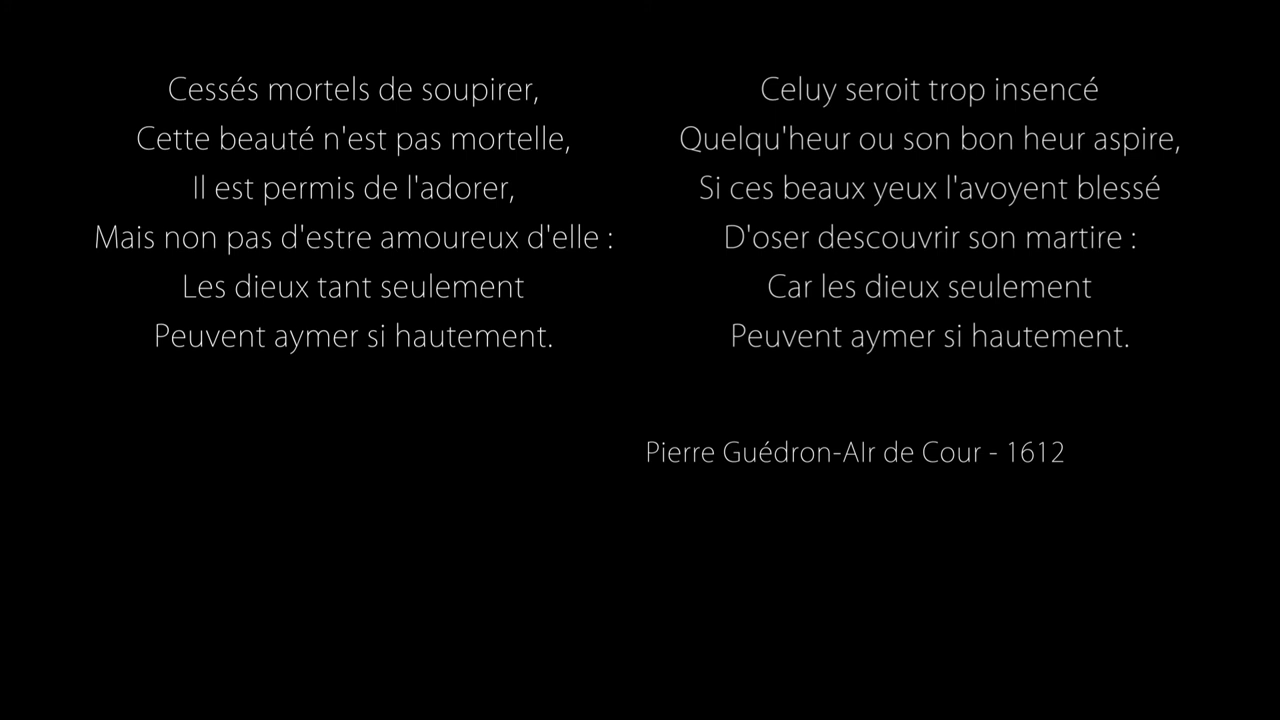 Cessés mortels de soupirer,
Cette beauté n'est pas mortelle,
Il est permis de l'adorer,
Mais non pas d'estre amoureux d'elle :
Les dieux tant seulement
Peuvent aymer si hautement.
Celuy seroit trop insencé
Quelqu'heur ou son bon heur aspire,
Si ces beaux yeux l'avoyent blessé
D'oser descouvrir son martire :
Car les dieux seulement
Peuvent aymer si hautement.
Pierre Guédron-AIr de Cour - 1612